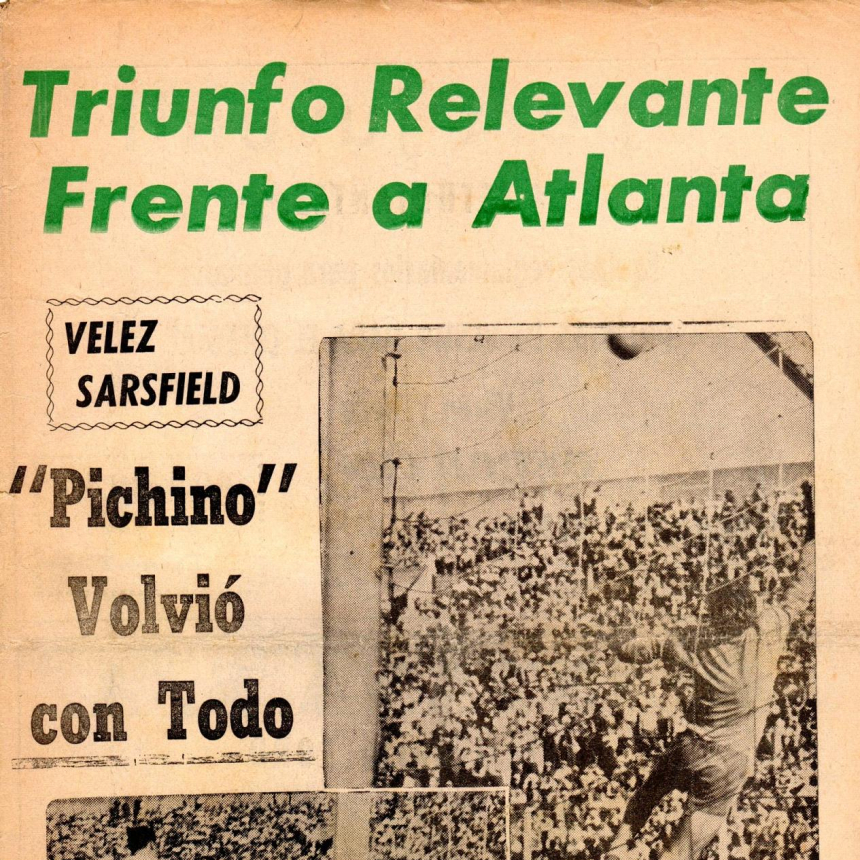 Triunfo Relevante
Frente a Atlanta
VELEZ
SARSFIELD
"Pichino"
Volvió
con Todo